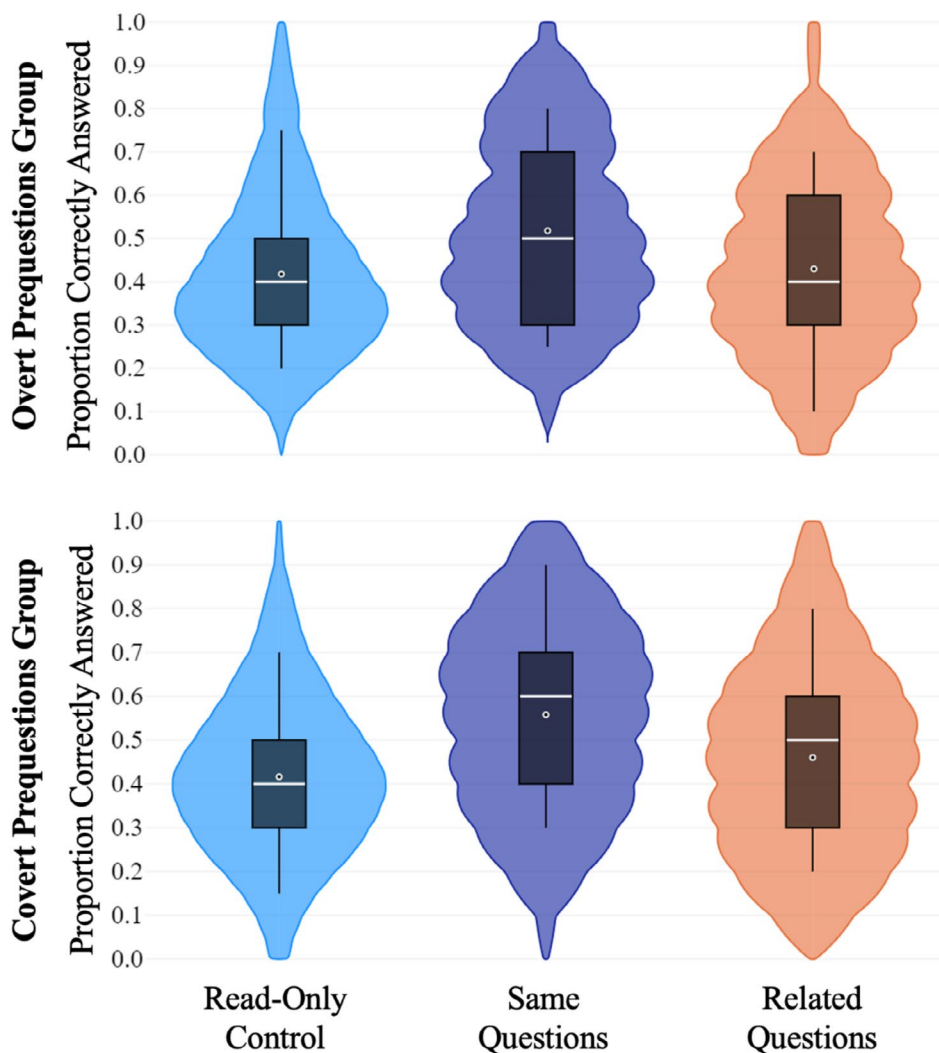 Overt Prequestions Group
Proportion Correctly Answered
1.0
0.9
0.8
0.7
0.6
0.5
0.4
0.3
0.2
0.1
0.0
Covert Prequestions Group
Proportion Correctly Answered
1.0
0.9
0.8
0.7
0.6
0.5
0.4
0.3
0.2
0.1
0.0
Read-Only
Control
Same
Questions
Related
Questions